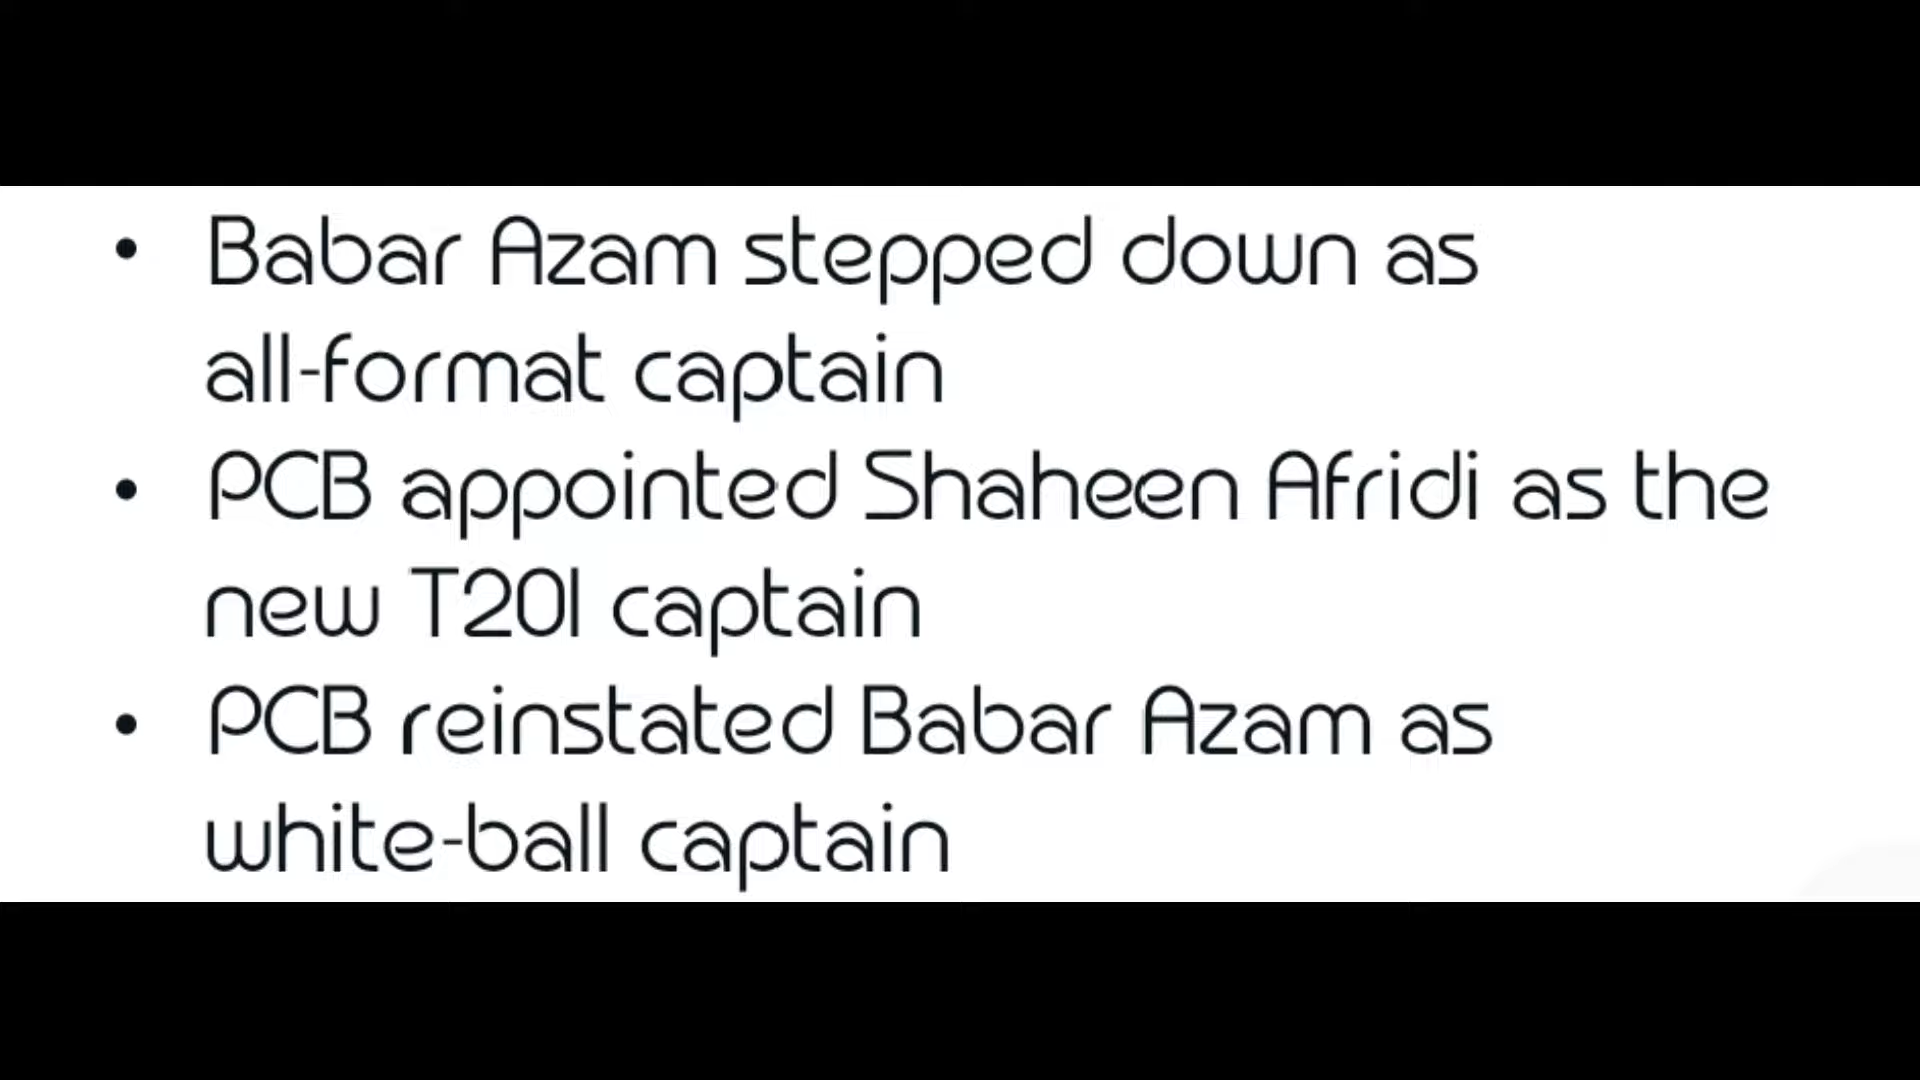 • Babar Azam stepped down as
all-format captain
• PCB appointed Shaheen Afridi as the
new T20I captain
• PCB reinstated Babar Azam as
white-ball captain